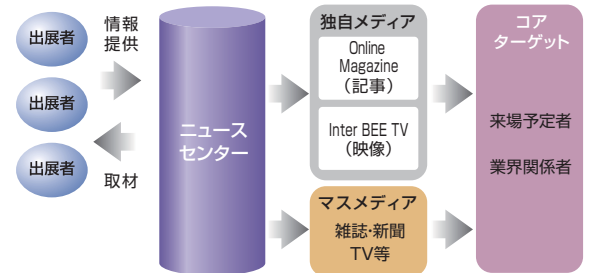 出展者
出展者
出展者
情報
提供
取材
ニュース
センター
独自メディア
Online
Magazine
（記事）
Inter BEE TV
（映像）
マスメディア
雑誌・新聞
TV等
コア
ターゲット
来場予定者
業界関係者